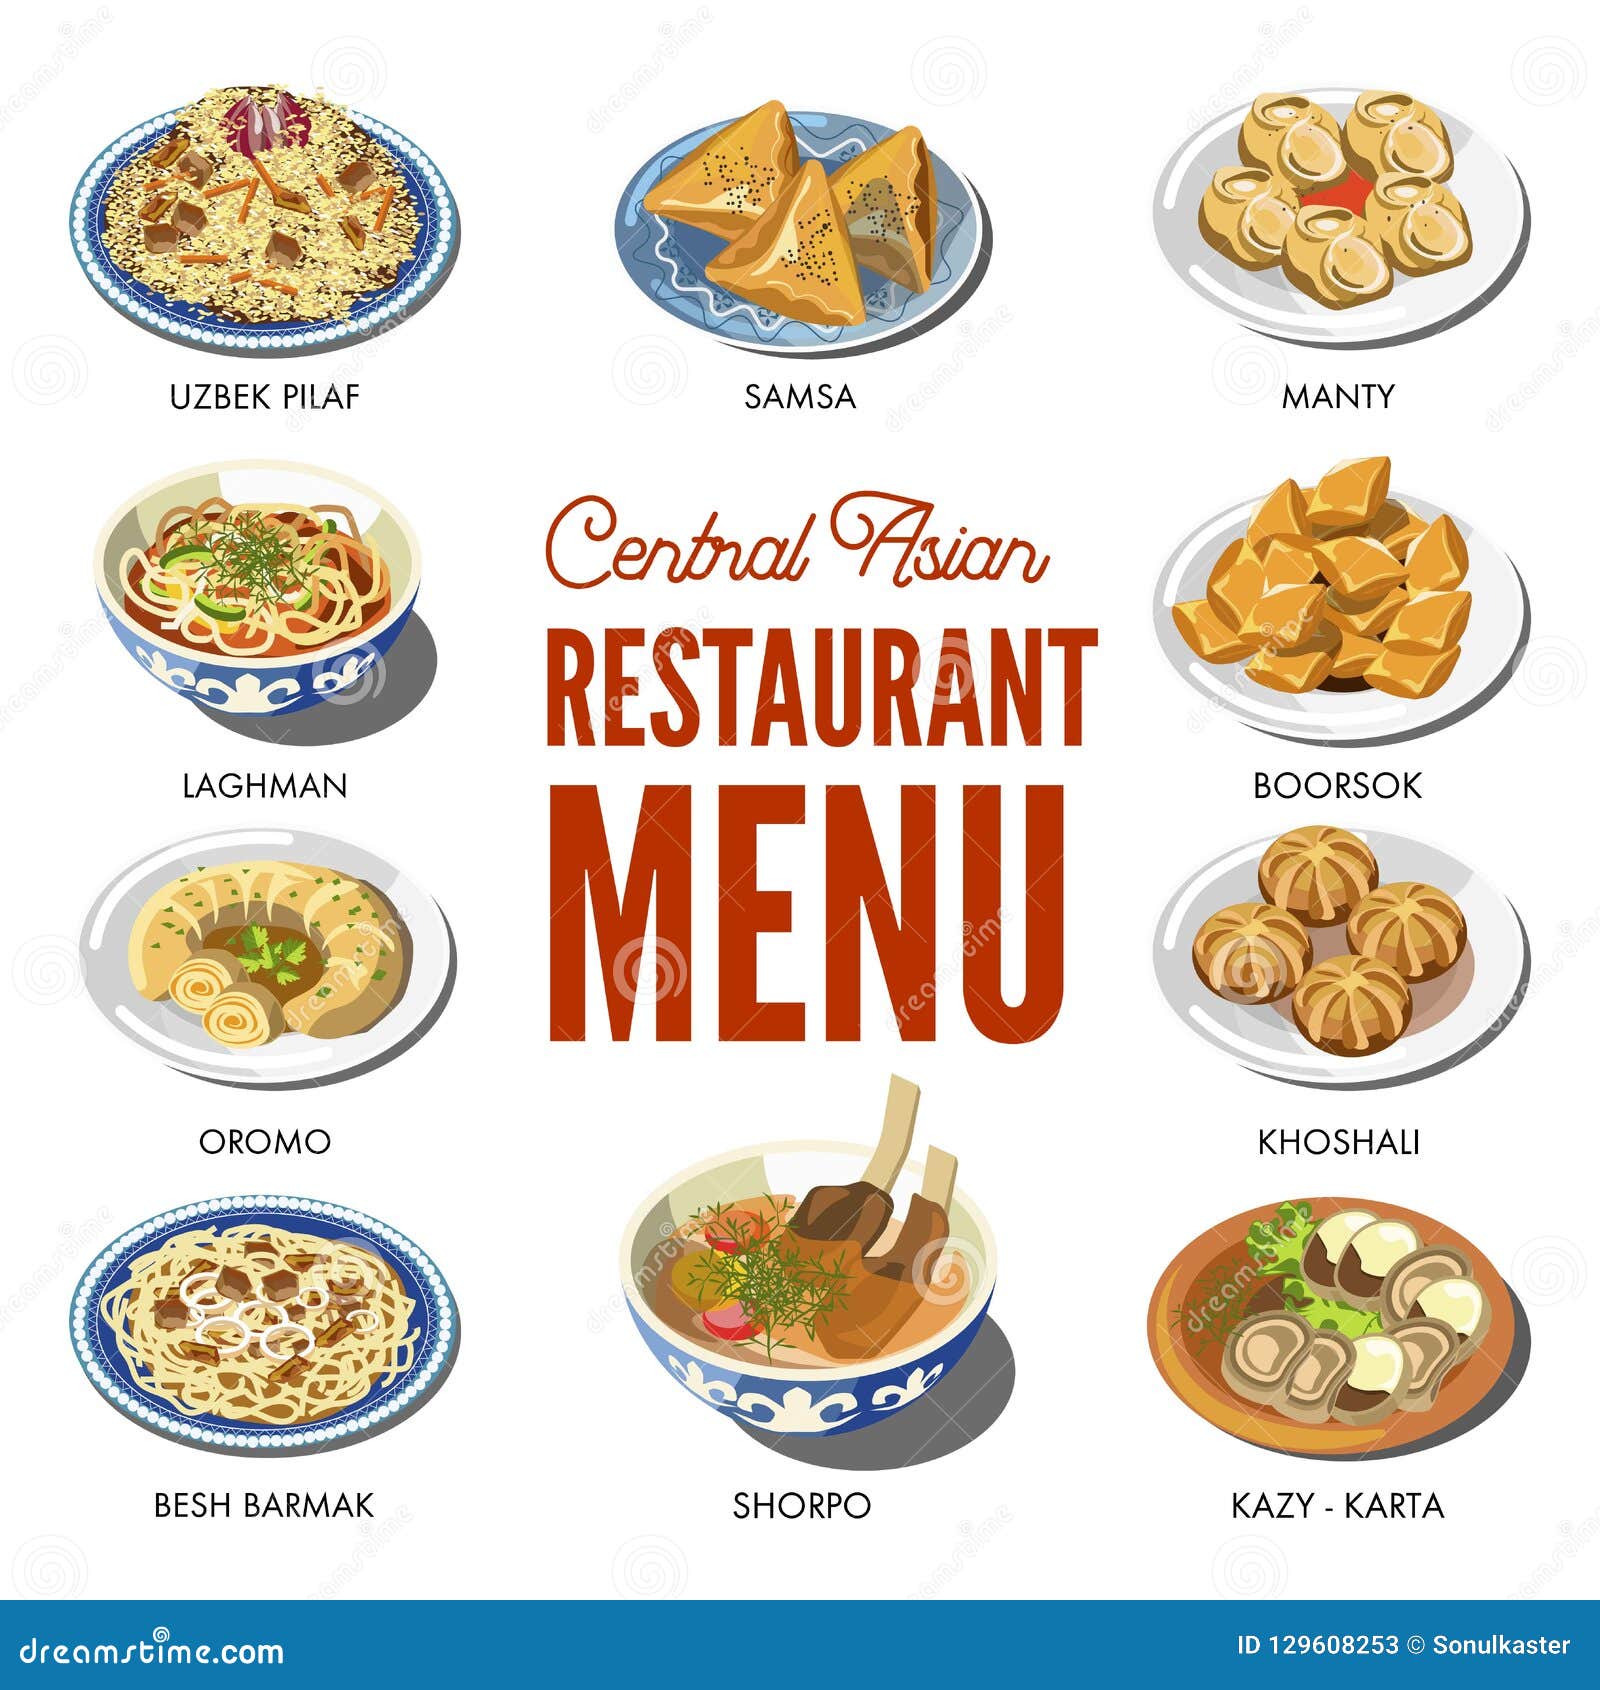 UZBEK PILAF
SAMSA
MANTY
Central Asian
RESTAURANT
MENU
LAGHMAN
BOORSOK
OROMO
KHOSHALI
BESH BARMAK
SHORPO
KAZY - KARTA
dreamstime.com
ID 129608253 © Sonulkaster